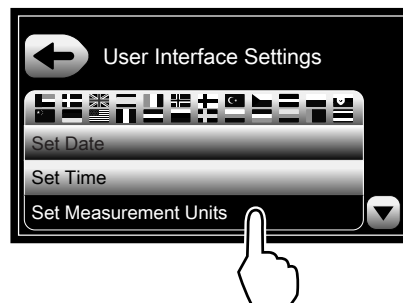 User Interface Settings
Set Date
Set Time
Set Measurement Units